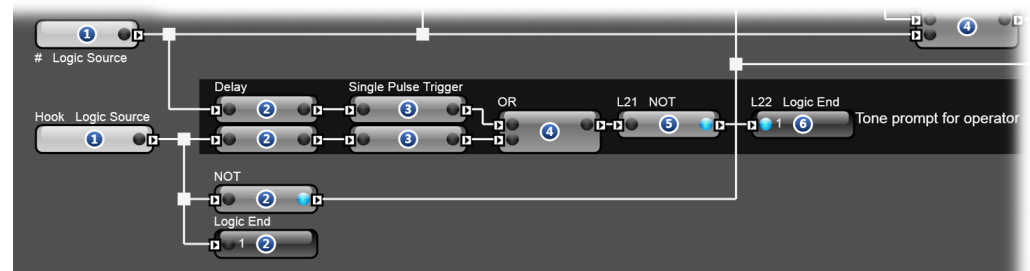 1
4
# Logic Source
Delay
Single Pulse Trigger
2
3
OR
L21 NOT
L22 Logic End
Hook Logic Source
4
5
1 6
Tone prompt for operator
1
2
3
NOT
2
Logic End
1 2